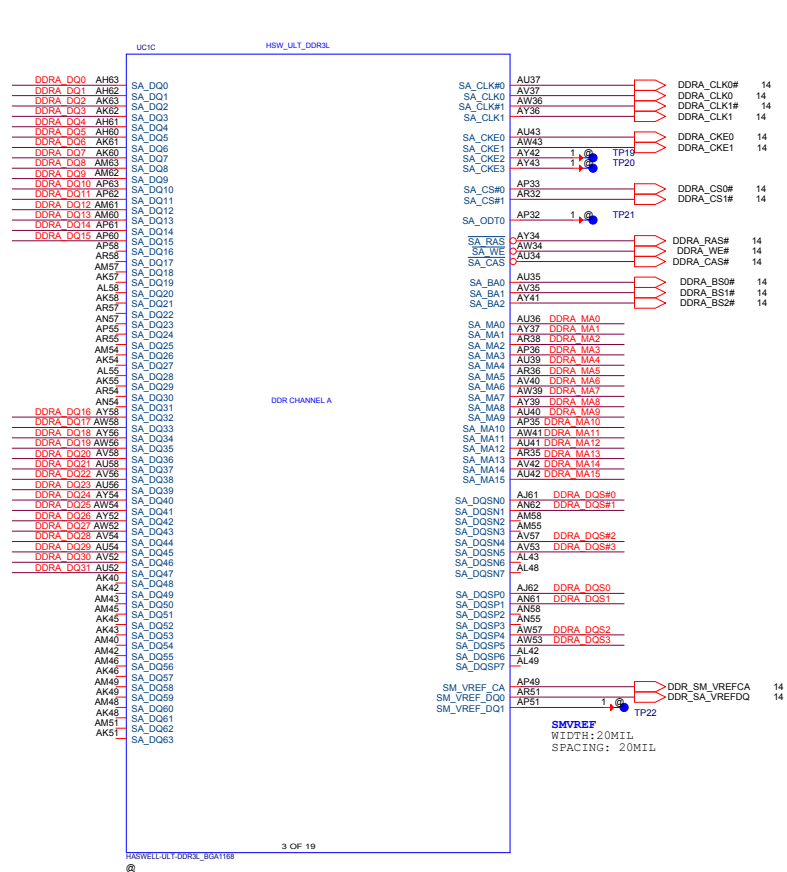 UC1C
HSW_ULT_DDR3L
DDRA_DQ0 AH63 SA_DQ0
DDRA_DQ1 AH62 SA_DQ1
DDRA_DQ2 AK63 SA_DQ2
DDRA_DQ3 AK62 SA_DQ3
DDRA_DQ4 AH61 SA_DQ4
DDRA_DQ5 AH60 SA_DQ5
DDRA_DQ6 AK61 SA_DQ6
DDRA_DQ7 AK60 SA_DQ7
DDRA_DQ8 AM63 SA_DQ8
DDRA_DQ9 AM62 SA_DQ9
DDRA_DQ10 AP63 SA_DQ10
DDRA_DQ11 AP62 SA_DQ11
DDRA_DQ12 AM61 SA_DQ12
DDRA_DQ13 AM60 SA_DQ13
DDRA_DQ14 AP61 SA_DQ14
DDRA_DQ15 AP60 SA_DQ15
AP58 SA_DQ16
AR58 SA_DQ17
AM57 SA_DQ18
AK57 SA_DQ19
AL58 SA_DQ20
AK58 SA_DQ21
AR57 SA_DQ22
AN57 SA_DQ23
AP55 SA_DQ24
AR55 SA_DQ25
AM54 SA_DQ26
AK54 SA_DQ27
AL55 SA_DQ28
AK55 SA_DQ29
AR54 SA_DQ30
AN54 SA_DQ31
DDRA_DQ16 AY58 SA_DQ32
DDRA_DQ17 AW58 SA_DQ33
DDRA_DQ18 AY56 SA_DQ34
DDRA_DQ19 AW56 SA_DQ35
DDRA_DQ20 AV58 SA_DQ36
DDRA_DQ21 AU58 SA_DQ37
DDRA_DQ22 AV56 SA_DQ38
DDRA_DQ23 AU56 SA_DQ39
DDRA_DQ24 AY54 SA_DQ40
DDRA_DQ25 AW54 SA_DQ41
DDRA_DQ26 AY52 SA_DQ42
DDRA_DQ27 AW52 SA_DQ43
DDRA_DQ28 AV54 SA_DQ44
DDRA_DQ29 AU54 SA_DQ45
DDRA_DQ30 AV52 SA_DQ46
DDRA_DQ31 AU52 SA_DQ47
AK40 SA_DQ48
AK42 SA_DQ49
AM43 SA_DQ50
AM45 SA_DQ51
AK45 SA_DQ52
AK43 SA_DQ53
AM40 SA_DQ54
AM42 SA_DQ55
AM46 SA_DQ56
AK46 SA_DQ57
AM49 SA_DQ58
AK49 SA_DQ59
AM48 SA_DQ60
AK48 SA_DQ61
AM51 SA_DQ62
AK51 SA_DQ63
DDR CHANNEL A
SA_CLK#0 AU37 DDRA_CLK0# 14
SA_CLK0 AV37 DDRA_CLK0 14
SA_CLK#1 AW36 DDRA_CLK1# 14
SA_CLK1 AY36 DDRA_CLK1 14
SA_CKE0 AU43 DDRA_CKE0 14
SA_CKE1 AW43 DDRA_CKE1 14
SA_CKE2 AY42 1 @ TP19
SA_CKE3 AY43 1 @ TP20
SA_CS#0 AP33 DDRA_CS0# 14
SA_CS#1 AR32 DDRA_CS1# 14
SA_ODT0 AP32 1 @ TP21
SA_RAS AY34 DDRA_RAS# 14
SA_WE AW34 DDRA_WE# 14
SA_CAS AU34 DDRA_CAS# 14
SA_BA0 AU35 DDRA_BS0# 14
SA_BA1 AV35 DDRA_BS1# 14
SA_BA2 AY41 DDRA_BS2# 14
SA_MA0 AU36 DDRA_MA0
SA_MA1 AY37 DDRA_MA1
SA_MA2 AR38 DDRA_MA2
SA_MA3 AP36 DDRA_MA3
SA_MA4 AU39 DDRA_MA4
SA_MA5 AR36 DDRA_MA5
SA_MA6 AV40 DDRA_MA6
SA_MA7 AW39 DDRA_MA7
SA_MA8 AY39 DDRA_MA8
SA_MA9 AU40 DDRA_MA9
SA_MA10 AP35 DDRA_MA10
SA_MA11 AW41 DDRA_MA11
SA_MA12 AU41 DDRA_MA12
SA_MA13 AR35 DDRA_MA13
SA_MA14 AV42 DDRA_MA14
SA_MA15 AU42 DDRA_MA15
SA_DQSN0 AJ61 DDRA_DQS#0
SA_DQSN1 AN62 DDRA_DQS#1
SA_DQSN2 AM58
SA_DQSN3 AM55
SA_DQSN4 AV57 DDRA_DQS#2
SA_DQSN5 AV53 DDRA_DQS#3
SA_DQSN6 AL43
SA_DQSN7 AL48
SA_DQSP0 AJ62 DDRA_DQS0
SA_DQSP1 AN61 DDRA_DQS1
SA_DQSP2 AN58
SA_DQSP3 AN55
SA_DQSP4 AW57 DDRA_DQS2
SA_DQSP5 AW53 DDRA_DQS3
SA_DQSP6 AL42
SA_DQSP7 AL49
SM_VREF_CA AP49 DDR_SM_VREFCA 14
SM_VREF_DQ0 AR51 DDR_SA_VREFDQ 14
SM_VREF_DQ1 AP51 1 @ TP22
SMVREF
WIDTH:20MIL
SPACING: 20MIL
3 OF 19
HASWELL-ULT-DDR3L_BGA1168
@